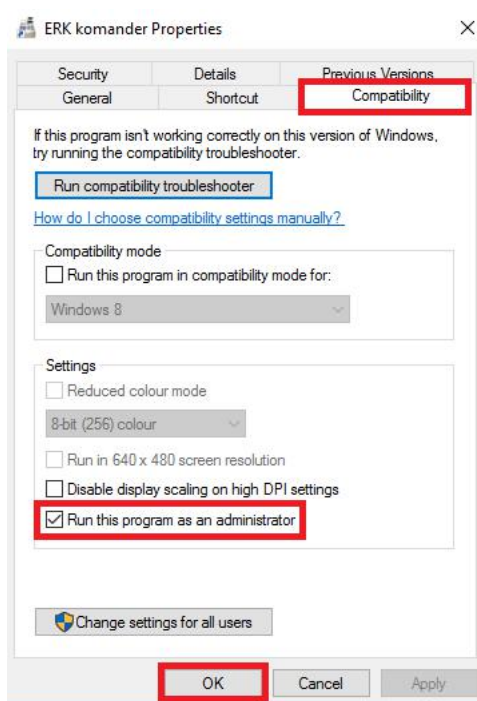 ERK komander Properties
Security Details Previous Versions
General Shortcut Compatibility
If this program isn't working correctly on this version of Windows,
try running the compatibility troubleshooter.
Run compatibility troubleshooter
How do I choose compatibility settings manually?
Compatibility mode
Run this program in compatibility mode for:
Windows 8
Settings
Reduced colour mode
8-bit (256) colour
Run in 640 x 480 screen resolution
Disable display scaling on high DPI settings
Run this program as an administrator
Change settings for all users
OK Cancel Apply